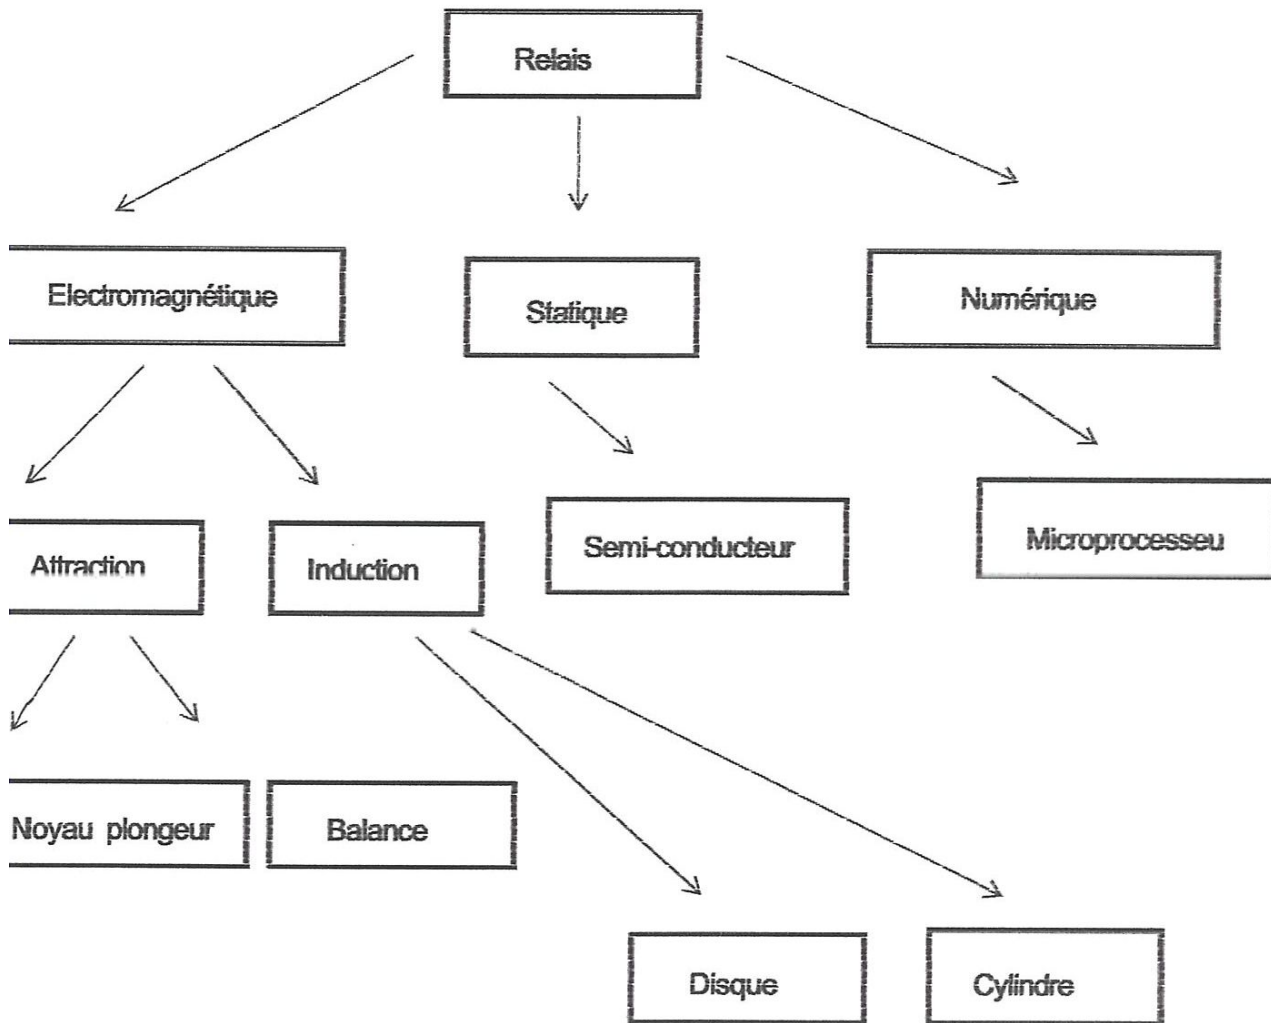 Relais
Electromagnétique
Statique
Numérique
Attraction
Induction
Semi-conducteur
Microprocesseu
Noyau plongeur
Balance
Disque
Cylindre